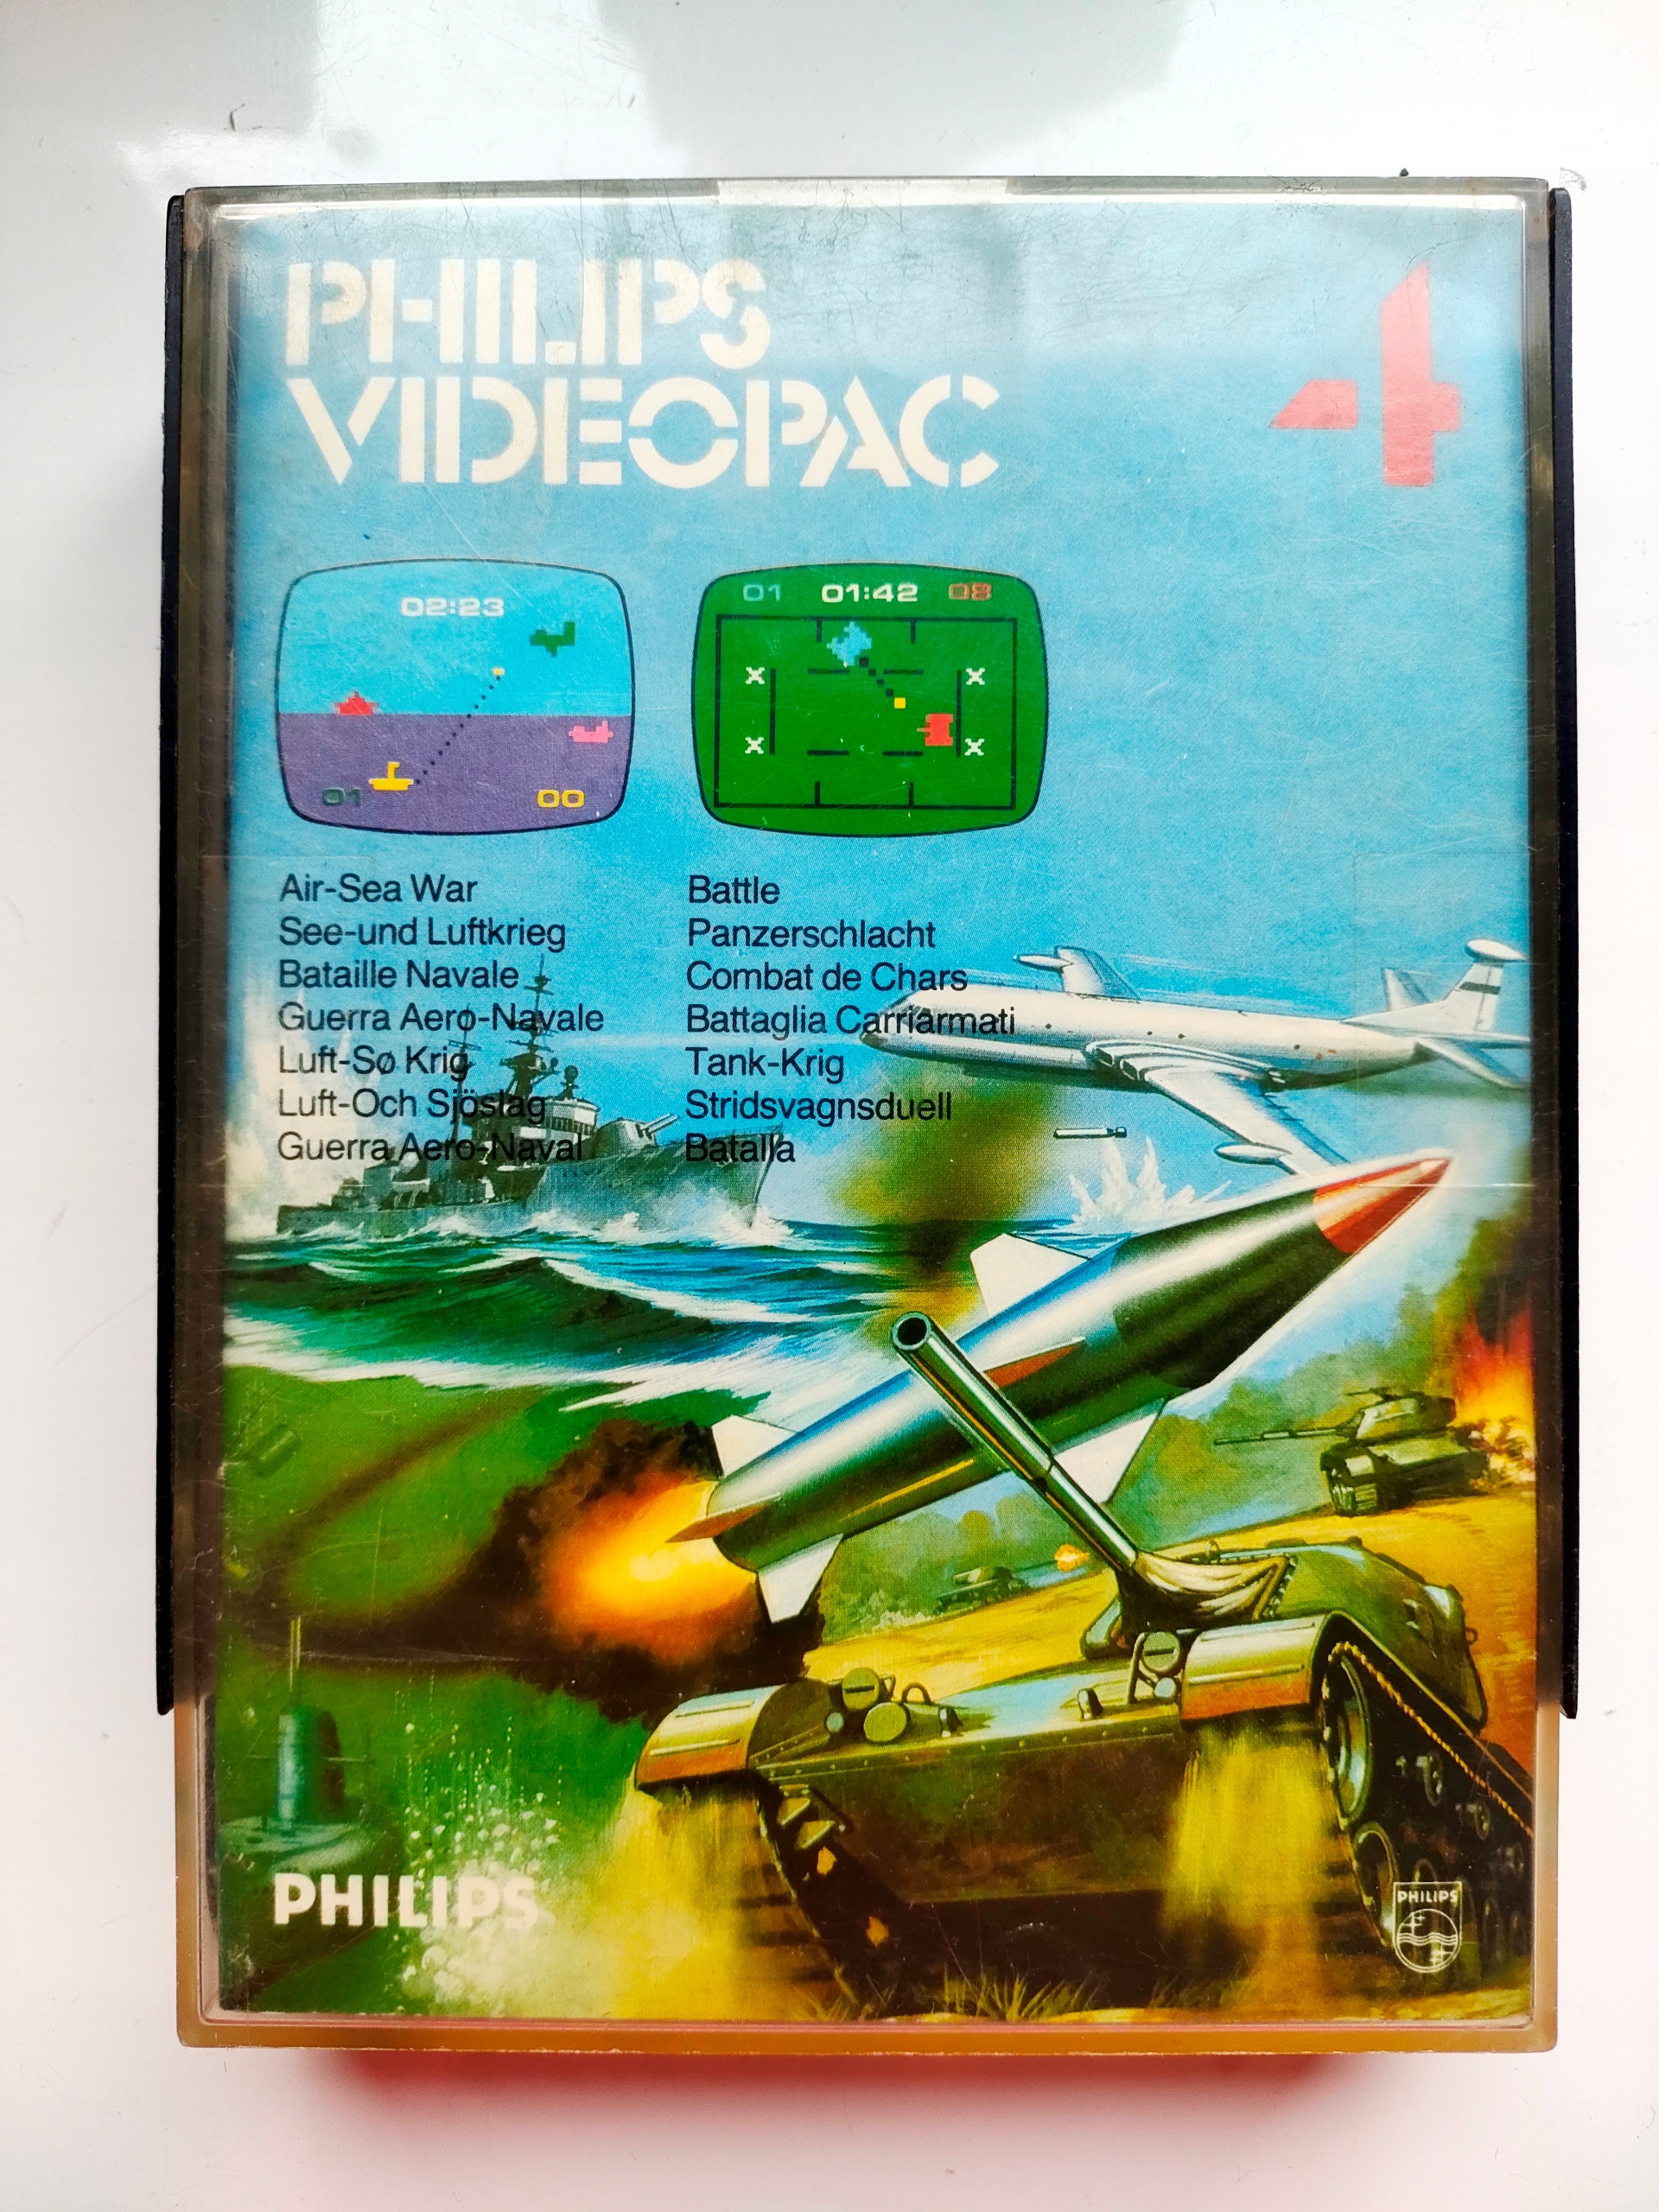 PHILIPS
VIDEOPAC
4
02:23
01
00
01 01:42 08
Air-Sea War
See-und Luftkrieg
Bataille Navale
Guerra Aero-Navale
Luft-Sø Krig
Luft-Och Sjöslag
Guerra Aero-Naval
Battle
Panzerschlacht
Combat de Chars
Battaglia Carriarmati
Tank-Krig
Stridsvagnsduell
Batalla
PHILIPS
PHILIPS